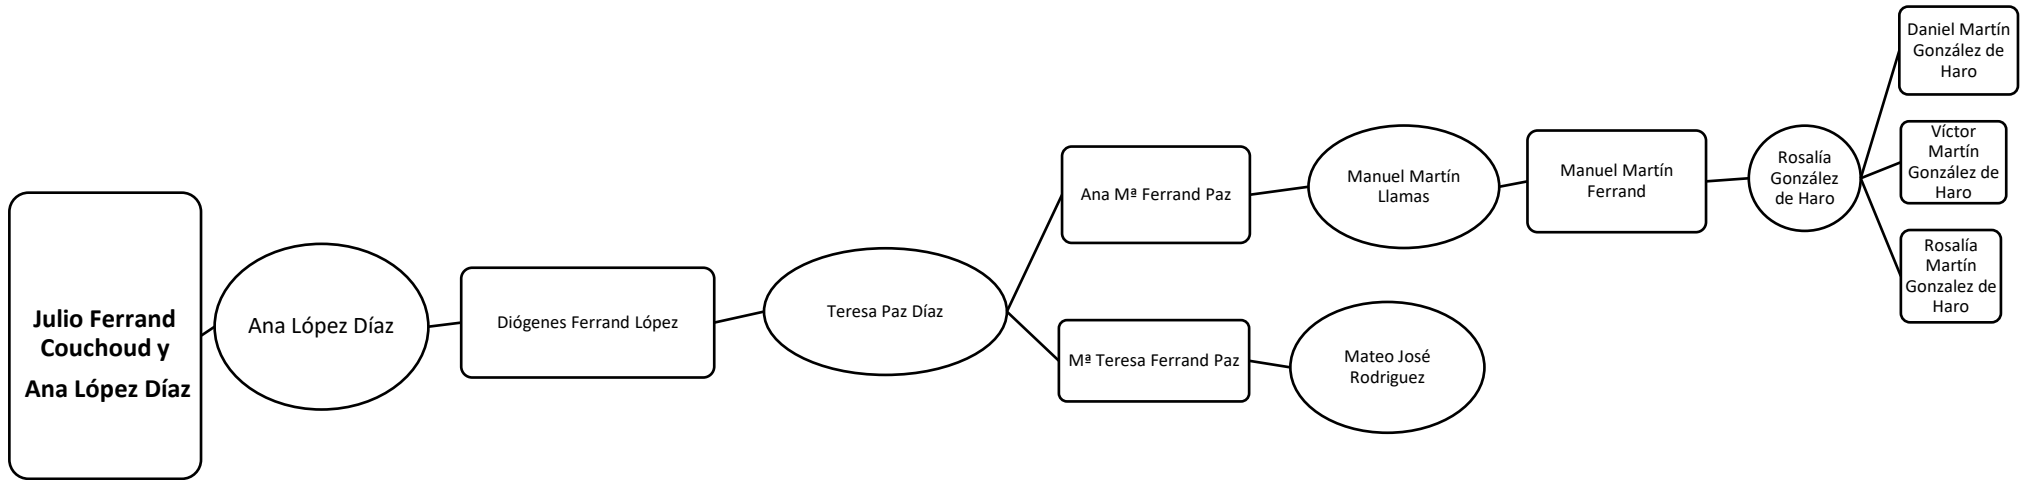 Julio Ferrand
Couchoud y
Ana López Díaz
Ana López Díaz
Diógenes Ferrand López
Teresa Paz Díaz
Ana Mª Ferrand Paz
Manuel Martín
Llamas
Manuel Martín
Ferrand
Rosalía
González
de Haro
Daniel Martín
González de
Haro
Víctor
Martín
González de
Haro
Rosalía
Martín
Gonzalez de
Haro
Mª Teresa Ferrand Paz
Mateo José
Rodriguez